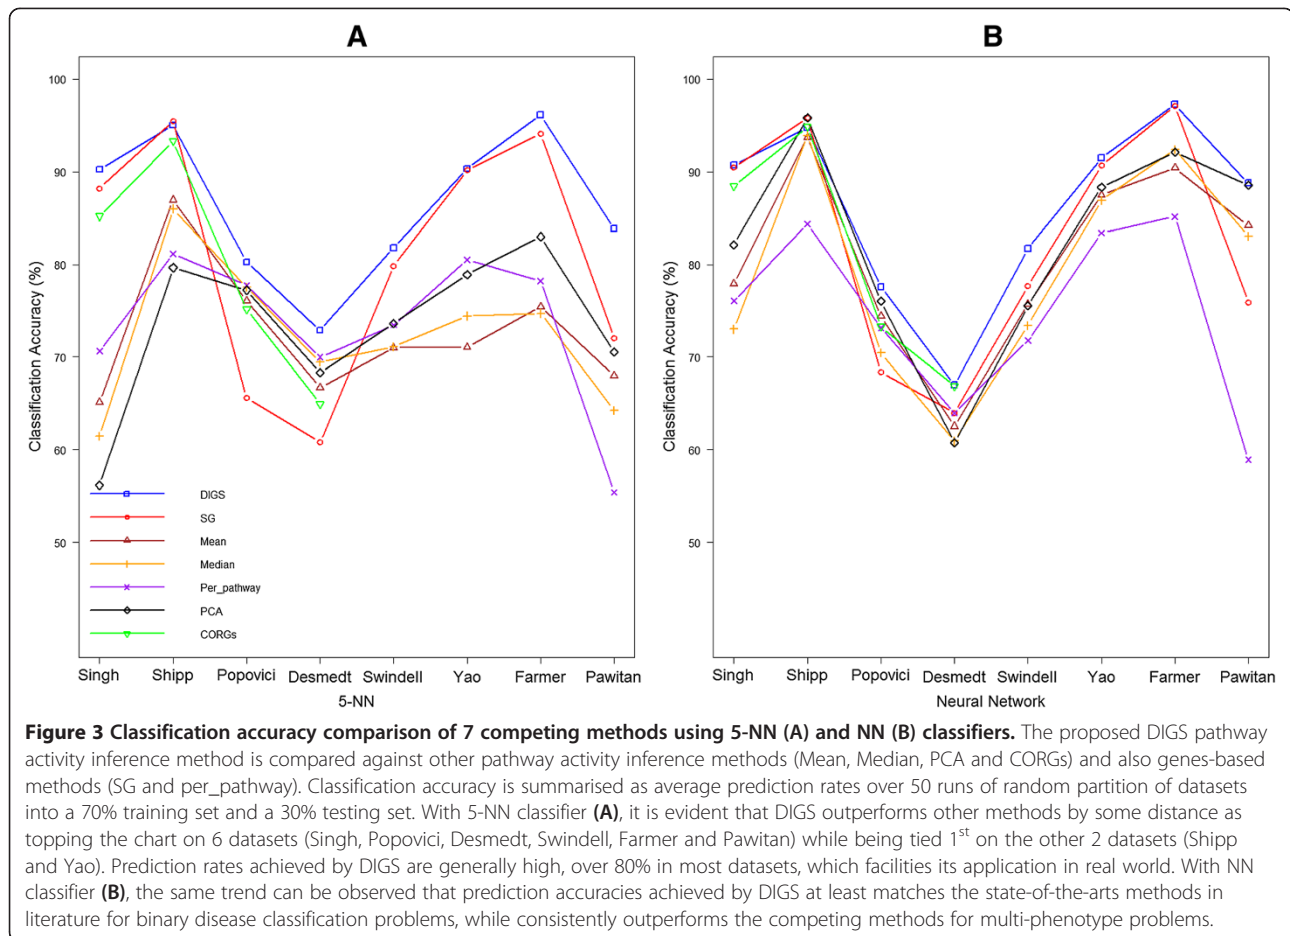 A
B
100
90
80
70
60
50
Classification Accuracy (%)
DIGS
SG
Mean
Median
Per_pathway
PCA
CORGs
Singh Shipp Popovici Desmedt Swindell Yao Farmer Pawitan
5-NN
100
90
80
70
60
50
Classification Accuracy (%)
Singh Shipp Popovici Desmedt Swindell Yao Farmer Pawitan
Neural Network
Figure 3 Classification accuracy comparison of 7 competing methods using 5-NN (A) and NN (B) classifiers. The proposed DIGS pathway
activity inference method is compared against other pathway activity inference methods (Mean, Median, PCA and CORGs) and also genes-based
methods (SG and per_pathway). Classification accuracy is summarised as average prediction rates over 50 runs of random partition of datasets
into a 70% training set and a 30% testing set. With 5-NN classifier (A), it is evident that DIGS outperforms other methods by some distance as
topping the chart on 6 datasets (Singh, Popovici, Desmedt, Swindell, Farmer and Pawitan) while being tied 1st on the other 2 datasets (Shipp
and Yao). Prediction rates achieved by DIGS are generally high, over 80% in most datasets, which facilities its application in real world. With NN
classifier (B), the same trend can be observed that prediction accuracies achieved by DIGS at least matches the state-of-the-arts methods in
literature for binary disease classification problems, while consistently outperforms the competing methods for multi-phenotype problems.